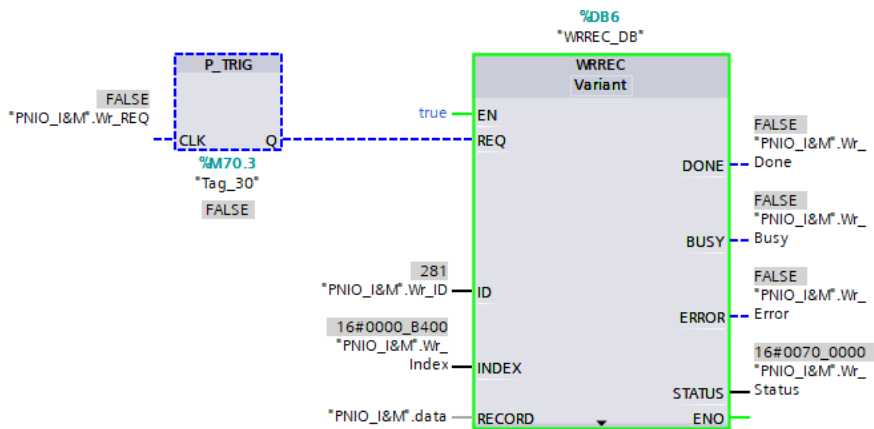 %DB6
"WRREC_DB"
P_TRIG
WRREC
Variant
FALSE
"PNIO_I&M".Wr_REQ
true
EN
CLK
Q
REQ
%M70.3
"Tag_30"
FALSE
FALSE
"PNIO_I&M".Wr_
Done
DONE
FALSE
"PNIO_I&M".Wr_
Busy
BUSY
281
"PNIO_I&M".Wr_ID
ID
FALSE
"PNIO_I&M".Wr_
Error
ERROR
16#0000_B400
"PNIO_I&M".Wr_
Index
INDEX
16#0070_0000
"PNIO_I&M".Wr_
Status
STATUS
"PNIO_I&M".data
RECORD
ENO